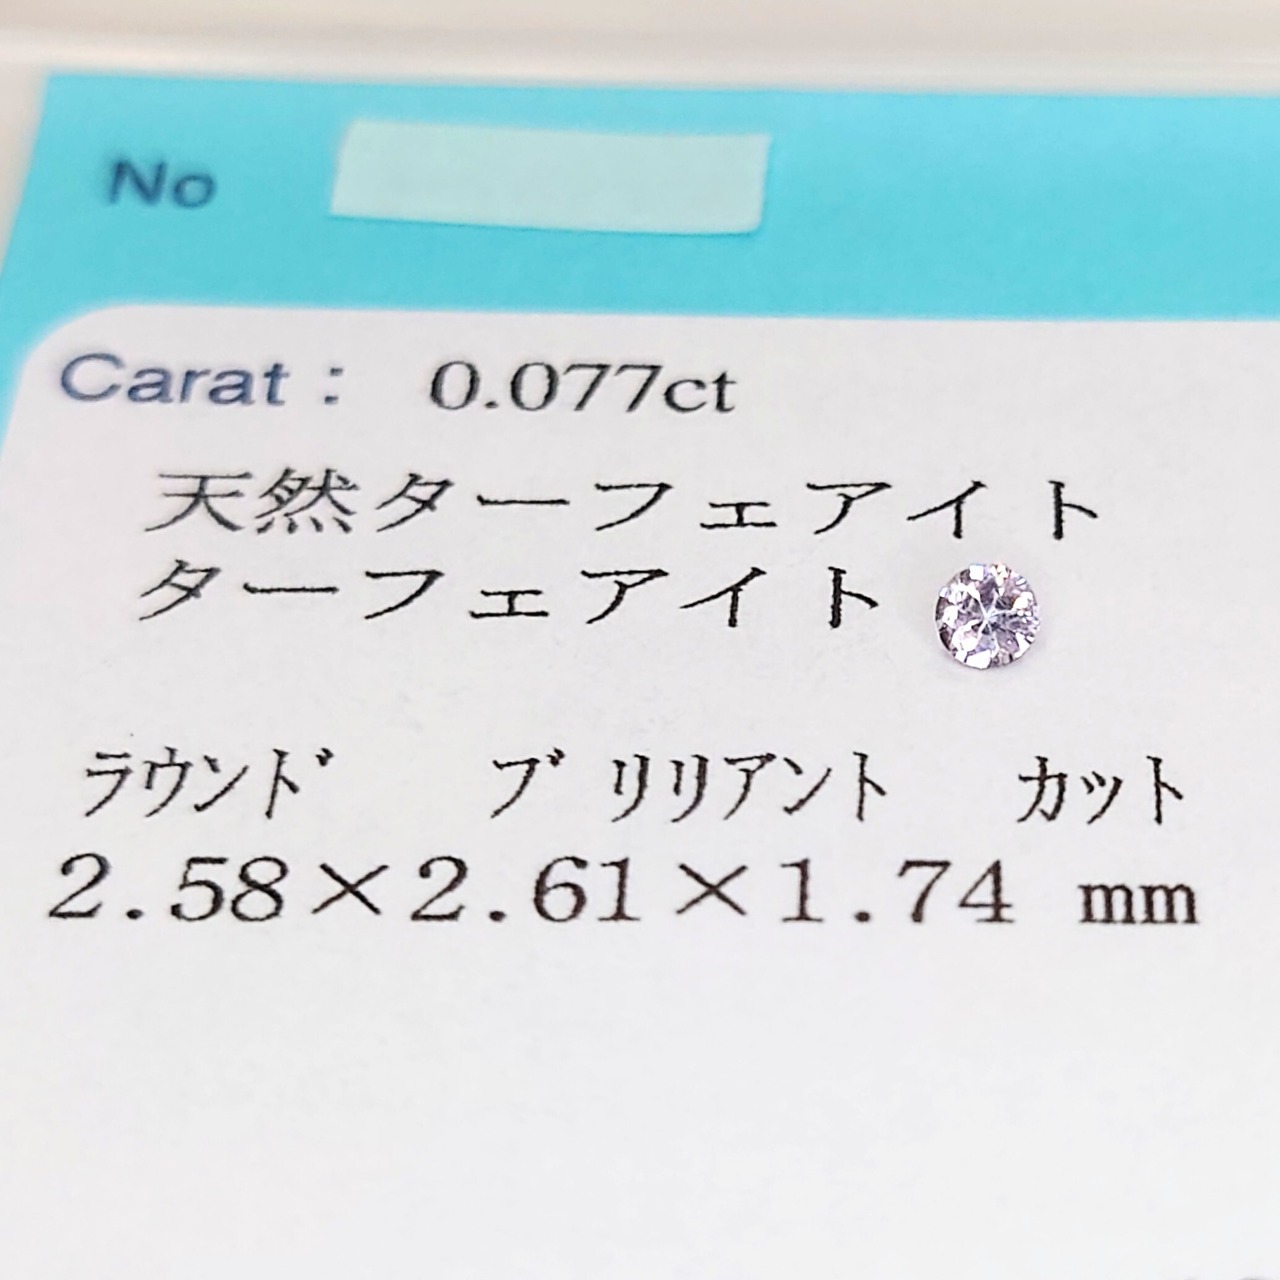 No
Carat： 0.077ct
天然ターフェアイト
ターフェアイト
ﾗｳﾝﾄﾞ ﾌﾞﾘﾘｱﾝﾄ ｶｯﾄ
2.58×2.61×1.74 mm